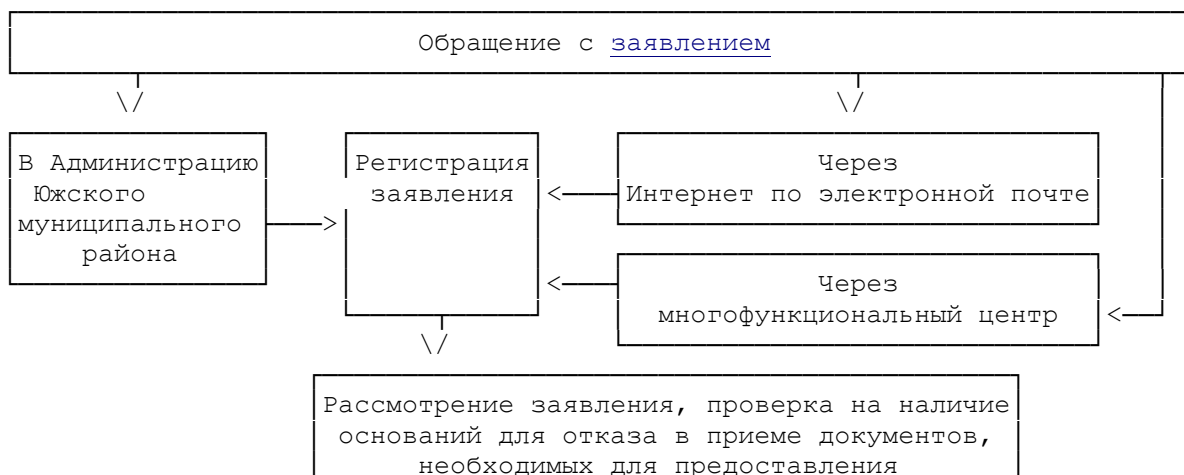 Обращение с заявлением
В Администрацию
Южского
муниципального
района
Регистрация
заявления
Через
Интернет по электронной почте
Через
многофункциональный центр
Рассмотрение заявления, проверка на наличие
оснований для отказа в приеме документов,
необходимых для предоставления